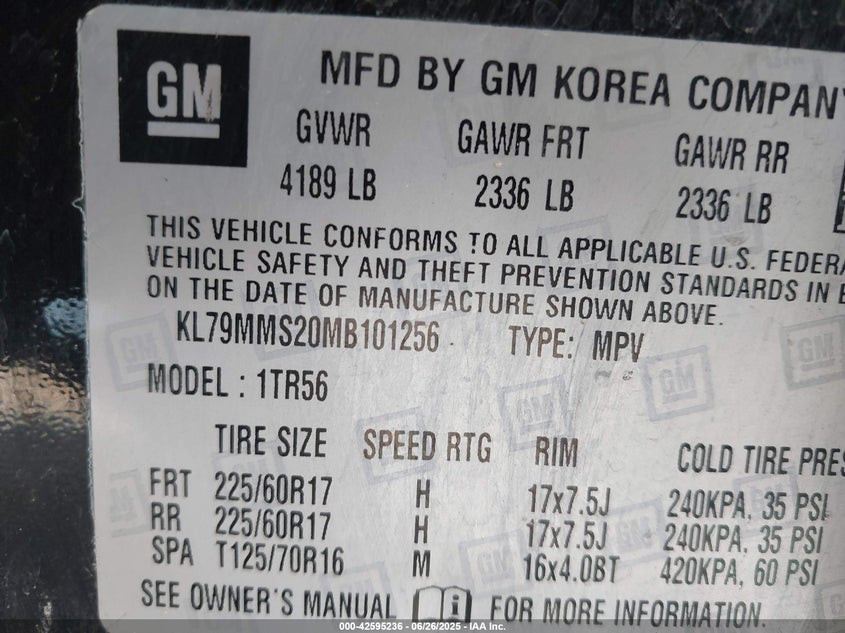 GM
MFD BY GM KOREA COMPANY
GVWR GAWR FRT GAWR RR
4189 LB 2336 LB 2336 LB
THIS VEHICLE CONFORMS TO ALL APPLICABLE U.S. FEDERA
VEHICLE SAFETY AND THEFT PREVENTION STANDARDS IN E
ON THE DATE OF MANUFACTURE SHOWN ABOVE.
KL79MMS20MB101256 TYPE: MPV
MODEL : 1TR56
TIRE SIZE SPEED RTG RIM COLD TIRE PRES
FRT 225/60R17 H 17x7.5J 240KPA, 35 PSI
RR 225/60R17 H 17x7.5J 240KPA, 35 PSI
SPA T125/70R16 M 16x4.0BT 420KPA, 60 PSI
SEE OWNER'S MANUAL i FOR MORE INFORMATION.
000-42595236 - 06/26/2025 - IAA Inc.